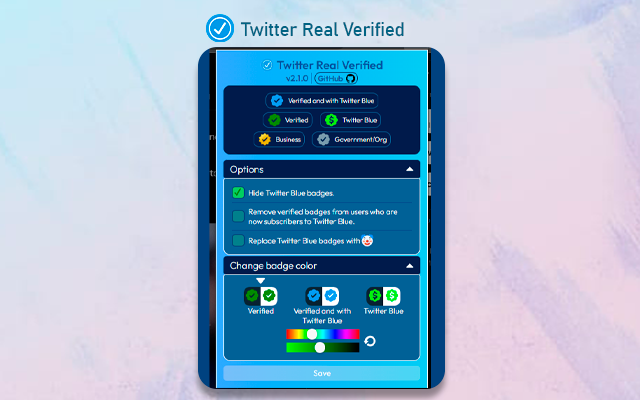 Twitter Real Verified
Twitter Real Verified
v2.1.0 | GitHub
Verified and with Twitter Blue
Verified
Twitter Blue
Business
Government/Org
Options
Hide Twitter Blue badges.
Remove verified badges from users who are
now subscribers to Twitter Blue.
Replace Twitter Blue badges with
Change badge color
Verified
Verified and with
Twitter Blue
Twitter Blue
Save